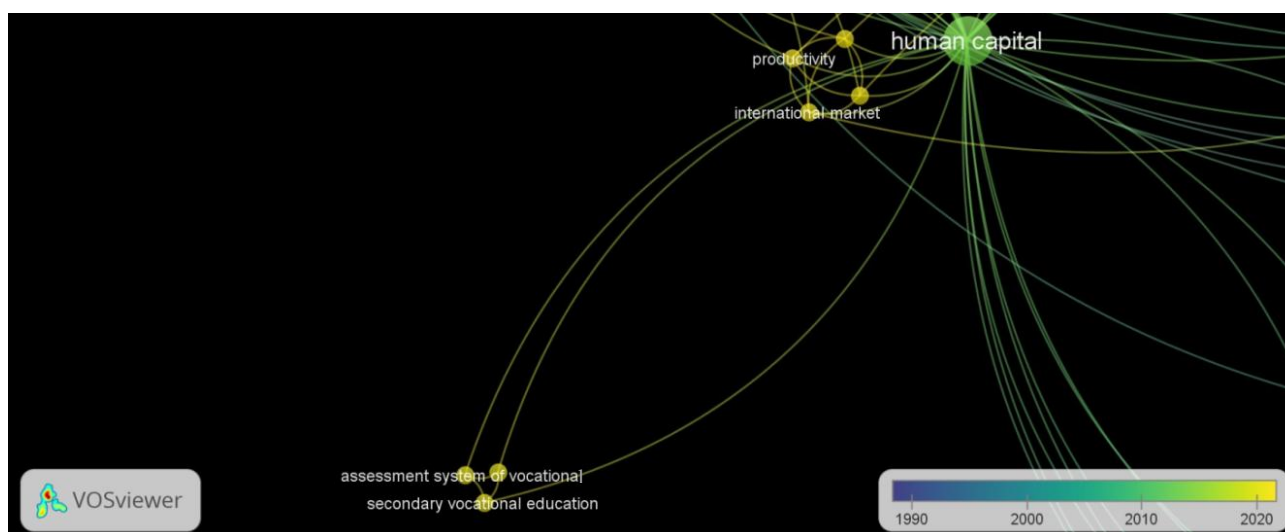 human capital
productivity
international market
assessment system of vocational
secondary vocational education
VOSviewer
1990 2000 2010 2020